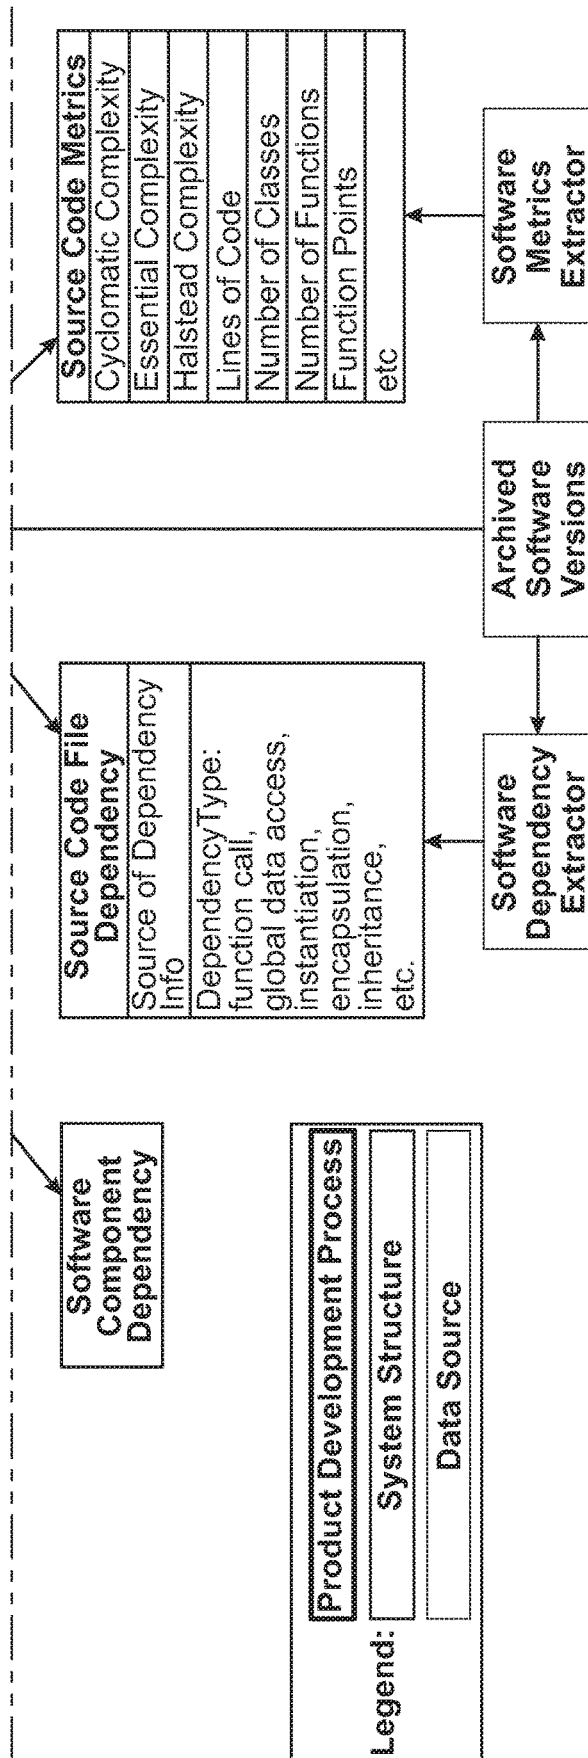 Software
Component
Dependency
Source Code File
Dependency
Source of Dependency
Info
DependencyType:
function call,
global data access,
instantiation,
encapsulation,
inheritance,
etc.
Source Code Metrics
Cyclomatic Complexity
Essential Complexity
Halstead Complexity
Lines of Code
Number of Classes
Number of Functions
Function Points
etc
Legend:
Product Development Process
System Structure
Data Source
Software
Dependency
Extractor
Archived
Software
Versions
Software
Metrics
Extractor